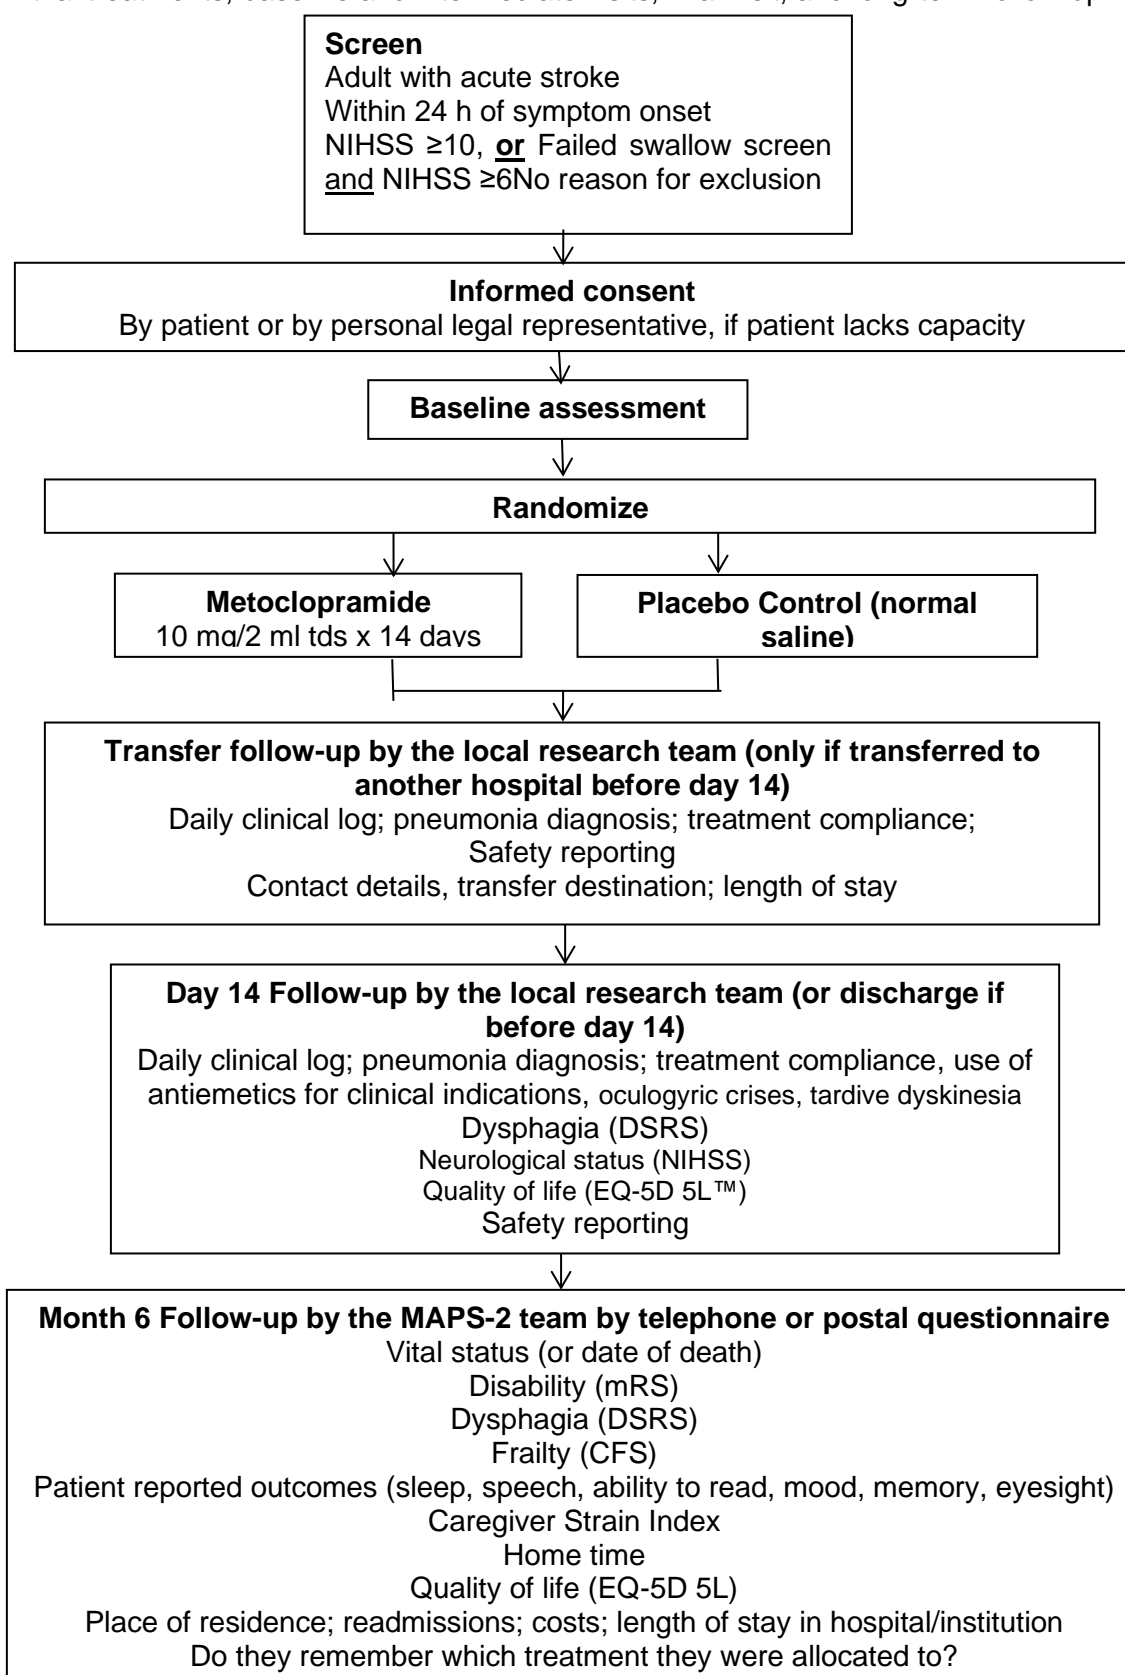 Screen
Adult with acute stroke
Within 24 h of symptom onset
NIHSS ≥10, or Failed swallow screen
and NIHSS ≥6No reason for exclusion
Informed consent
By patient or by personal legal representative, if patient lacks capacity
Baseline assessment
Randomize
Metoclopramide
10 mg/2 ml tds x 14 days
Placebo Control (normal
saline)
Transfer follow-up by the local research team (only if transferred to
another hospital before day 14)
Daily clinical log; pneumonia diagnosis; treatment compliance;
Safety reporting
Contact details, transfer destination; length of stay
Day 14 Follow-up by the local research team (or discharge if
before day 14)
Daily clinical log; pneumonia diagnosis; treatment compliance, use of
antiemetics for clinical indications, oculogyric crises, tardive dyskinesia
Dysphagia (DSRS)
Neurological status (NIHSS)
Quality of life (EQ-5D 5L™)
Safety reporting
Month 6 Follow-up by the MAPS-2 team by telephone or postal questionnaire
Vital status (or date of death)
Disability (mRS)
Dysphagia (DSRS)
Frailty (CFS)
Patient reported outcomes (sleep, speech, ability to read, mood, memory, eyesight)
Caregiver Strain Index
Home time
Quality of life (EQ-5D 5L)
Place of residence; readmissions; costs; length of stay in hospital/institution
Do they remember which treatment they were allocated to?